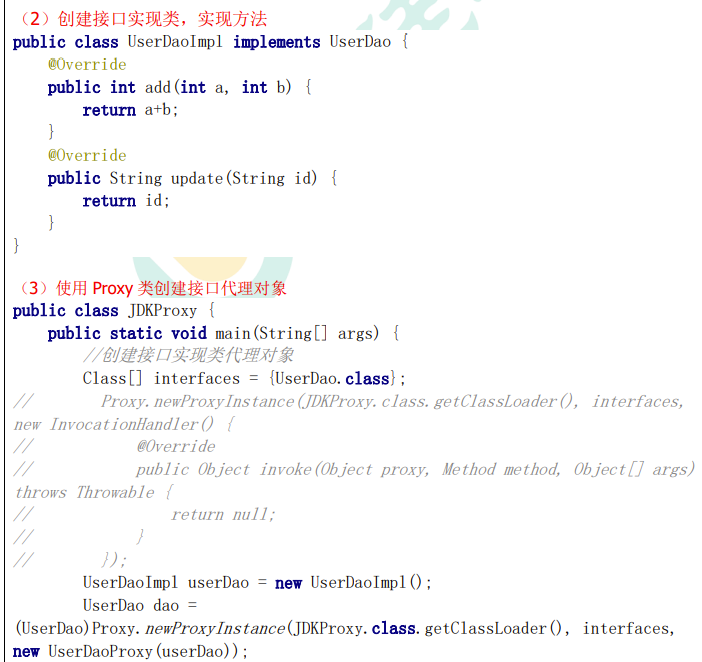 （2）创建接口实现类，实现方法
public class UserDaoImpl implements UserDao {
    @Override
    public int add(int a, int b) {
        return a+b;
    }
    @Override
    public String update(String id) {
        return id;
    }
}
（3）使用 Proxy 类创建接口代理对象
public class JDKProxy {
    public static void main(String[] args) {
        //创建接口实现类代理对象
        Class[] interfaces = {UserDao.class};
//        Proxy.newProxyInstance(JDKProxy.class.getClassLoader(), interfaces,
new InvocationHandler() {
//            @Override
//            public Object invoke(Object proxy, Method method, Object[] args)
throws Throwable {
//                return null;
//            }
//        });
        UserDaoImpl userDao = new UserDaoImpl();
        UserDao dao =
(UserDao)Proxy.newProxyInstance(JDKProxy.class.getClassLoader(), interfaces,
new UserDaoProxy(userDao));